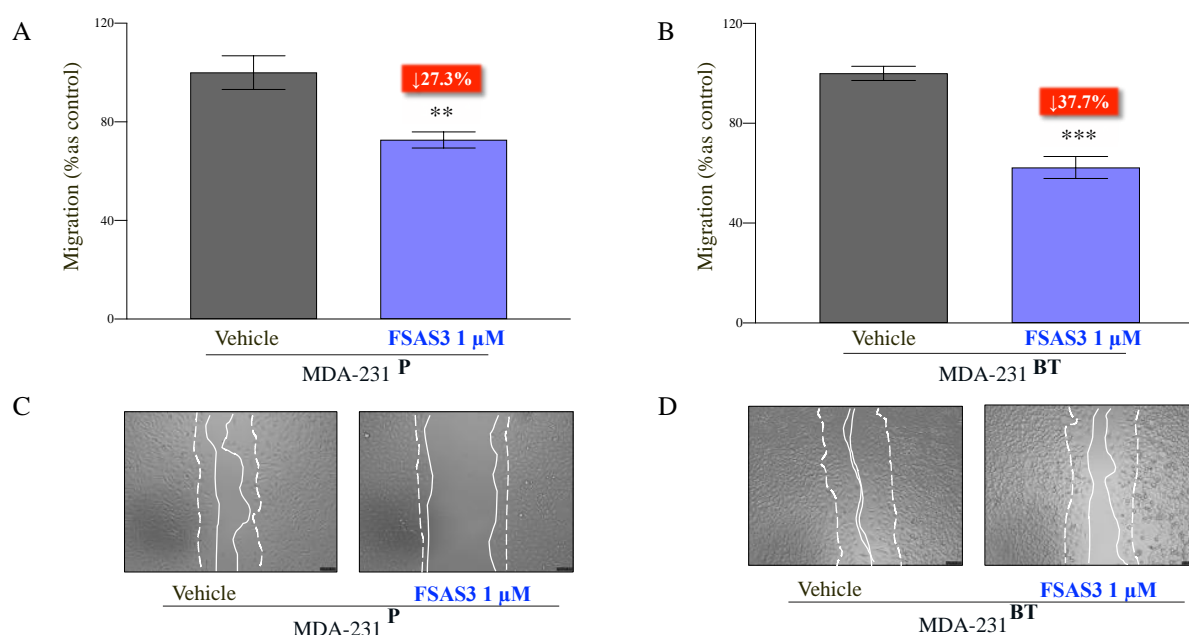 A
120
80
40
0
Migration (%as control)
↓27.3%
**
Vehicle
FSAS3 1 µM
MDA-231 P
B
120
80
40
0
Migration (%as control)
↓37.7%
***
Vehicle
FSAS3 1 µM
MDA-231 BT
C
Vehicle
FSAS3 1 µM
MDA-231 P
D
Vehicle
FSAS3 1 µM
MDA-231 BT